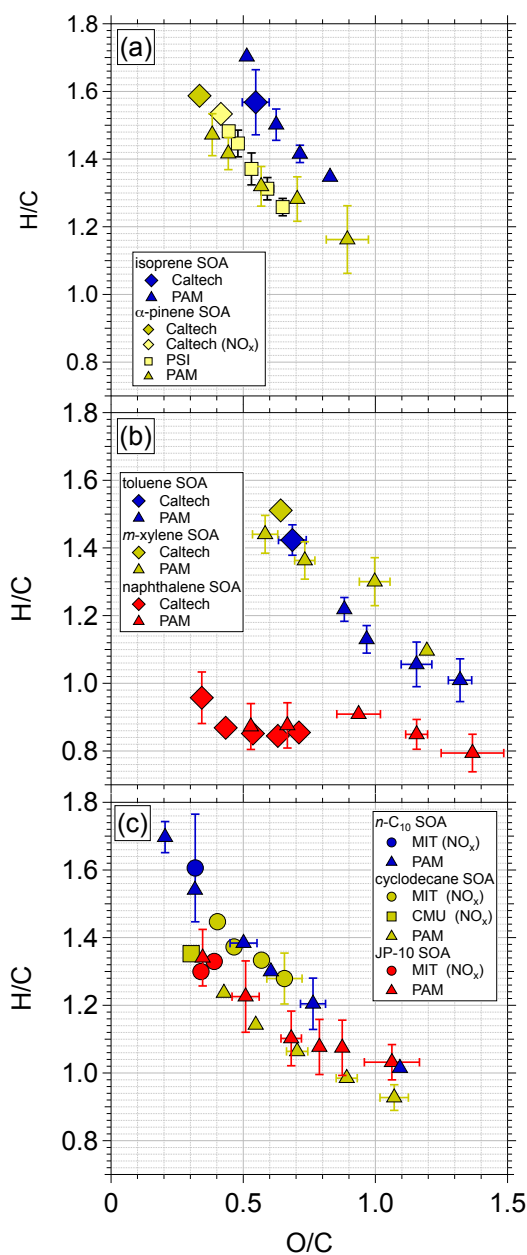 (a)
1.8
1.6
1.4
1.2
1.0
0.8
H/C
isoprene SOA
Caltech
PAM
α-pinene SOA
Caltech
Caltech (NOx)
PSI
PAM
(b)
1.8
1.6
1.4
1.2
1.0
0.8
H/C
toluene SOA
Caltech
PAM
m-xylene SOA
Caltech
PAM
naphthalene SOA
Caltech
PAM
(c)
1.8
1.6
1.4
1.2
1.0
0.8
H/C
n-C10 SOA
MIT (NOx)
PAM
cyclodecane SOA
MIT (NOx)
CMU (NOx)
PAM
JP-10 SOA
MIT (NOx)
PAM
0 0.5 1.0 1.5
O/C